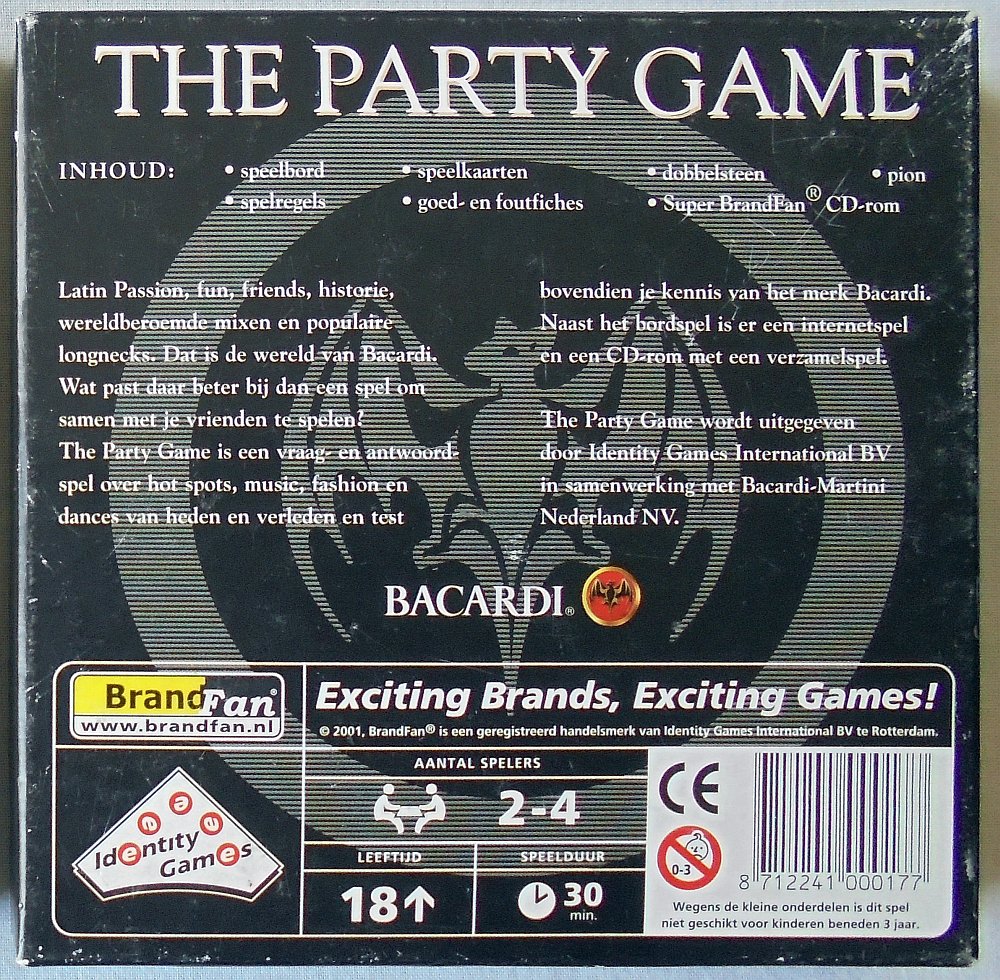 THE PARTY GAME
INHOUD: • speelbord • speelkaarten • dobbelsteen • pion
• spelregels • goed- en foutfiches • Super BrandFan® CD-rom
Latin Passion, fun, friends, historie,
wereldberoemde mixen en populaire
longnecks. Dat is de wereld van Bacardi.
Wat past daar beter bij dan een spel om
samen met je vrienden te spelen?
The Party Game is een vraag- en antwoord-
spel over hot spots, music, fashion en
dances van heden en verleden en test
bovendien je kennis van het merk Bacardi.
Naast het bordspel is er een internetspel
en een CD-rom met een verzamelspel.
The Party Game wordt uitgegeven
door Identity Games International BV
in samenwerking met Bacardi-Martini
Nederland NV.
BACARDI®
BrandFan®
www.brandfan.nl
Exciting Brands, Exciting Games!
© 2001, BrandFan® is een geregistreerd handelsmerk van Identity Games International BV te Rotterdam.
Identity
Games
AANTAL SPELERS
2-4
LEEFTIJD
18
SPEELDUUR
30
min.
CE
0-3
8 712241 000177
Wegens de kleine onderdelen is dit spel
niet geschikt voor kinderen beneden 3 jaar.